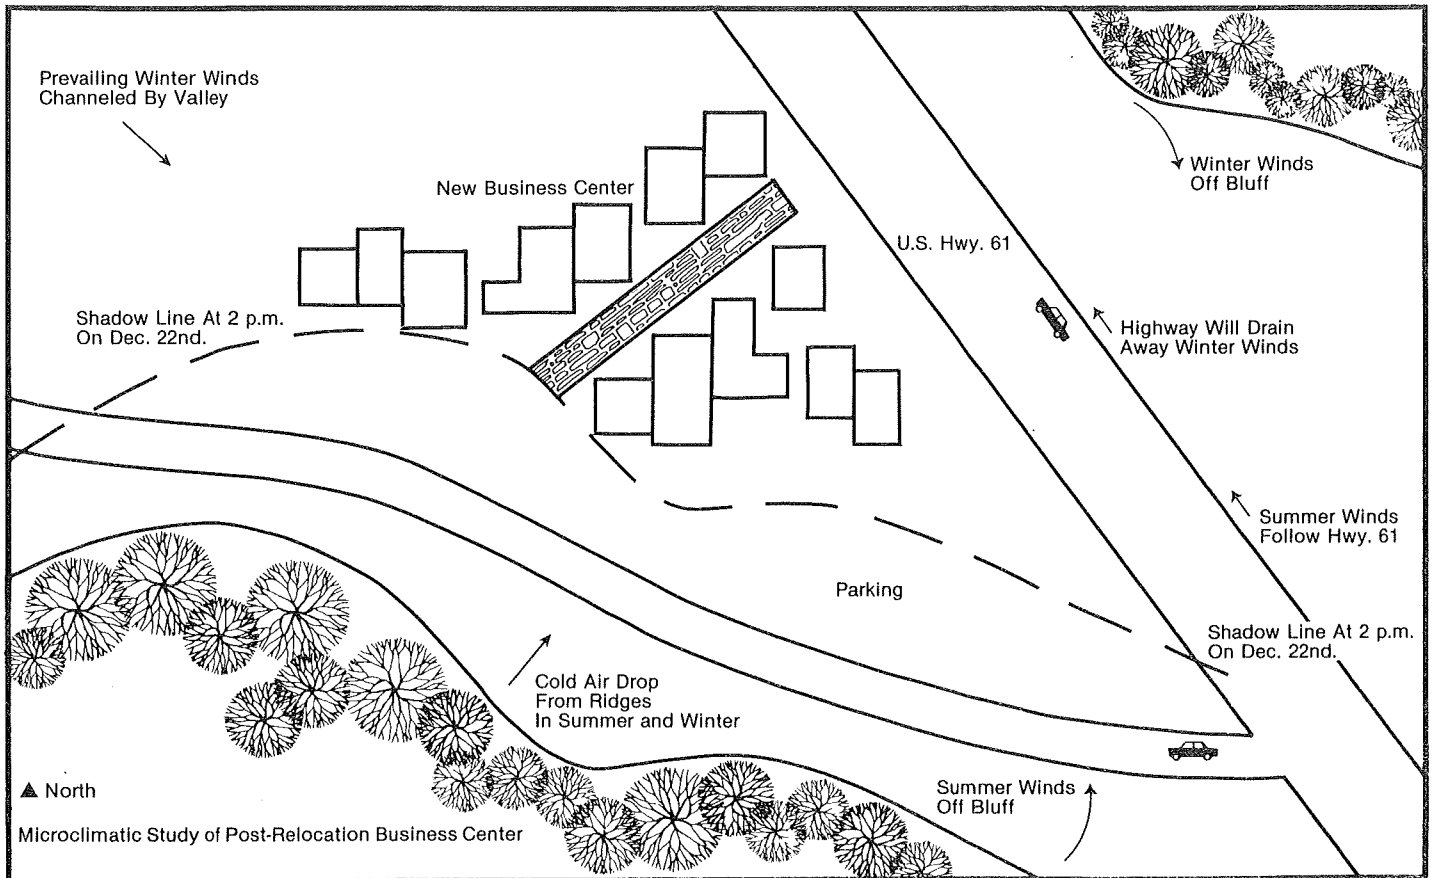 Prevailing Winter Winds
Channeled By Valley
New Business Center
Winter Winds
Off Bluff
U.S. Hwy. 61
Shadow Line At 2 p.m.
On Dec. 22nd.
Highway Will Drain
Away Winter Winds
Summer Winds
Follow Hwy. 61
Parking
Shadow Line At 2 p.m.
On Dec. 22nd.
Cold Air Drop
From Ridges
In Summer and Winter
Summer Winds
Off Bluff
North
Microclimatic Study of Post-Relocation Business Center